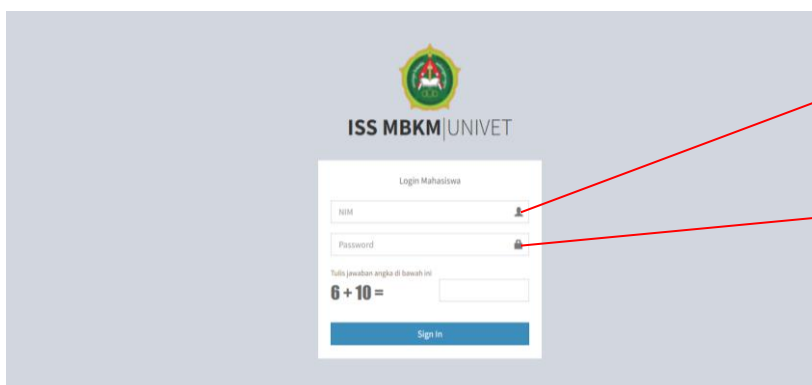 ISS MBKM|UNIVET
Login Mahasiswa
NIM
Password
Tulis jawaban angka di bawah ini
6 + 10 =
Sign In